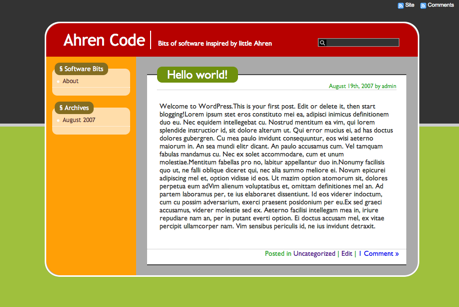 Site Comments
Ahren Code Bits of software inspired by little Ahren
§ Software Bits
About
§ Archives
August 2007
Hello world!
August 19th, 2007 by admin
Welcome to WordPress.This is your first post. Edit or delete it, then start
blogging!Lorem ipsum stet eros constituto mei ea, adipisci inimicus definitionem
duo eu. Nec equidem intellegebat cu. Nostrud mentitum ea vim, qui lorem
splendide instructior id, sit dolore alterum ut. Qui error mucius ei, ad has doctus
dolores gubergren. Cu mea paulo invidunt consequuntur, eos wisi aeterno
maiorum in. An sea mundi elitr dicant. An paulo accusamus cum. Vel tamquam
fabulas mandamus cu. Nec ex solet accommodare, cum et unum
molestiae.Mentitum fabellas pro no, labitur appellantur duo in.Nonumy facilisis
quo ut, ne falli oblique diceret qui, nec alia summo meliore ei. Novum epicurei
adipiscing mel et, option vidisse id eos. Ut mazim option atomorum sit, dolores
perpetua eum adVim alienum voluptatibus et, omittam definitiones mel an. Ad
partem laboramus per, te ius elaboraret dissentiunt. Id eos viderer indoctum,
cum cu possim adversarium, exerci praesent posidonium per eu.Ex sed graeci
accusamus, viderer molestie sed ex. Aeterno facilisi intellegam mea in, iriure
repudiare nam an, per in putant everti option. Ei doctus accusam mel, ex vitae
percipit ullamcorper nam. Vim sensibus periculis id, ne ius invidunt detraxit.
Posted in Uncategorized | Edit | 1 Comment »